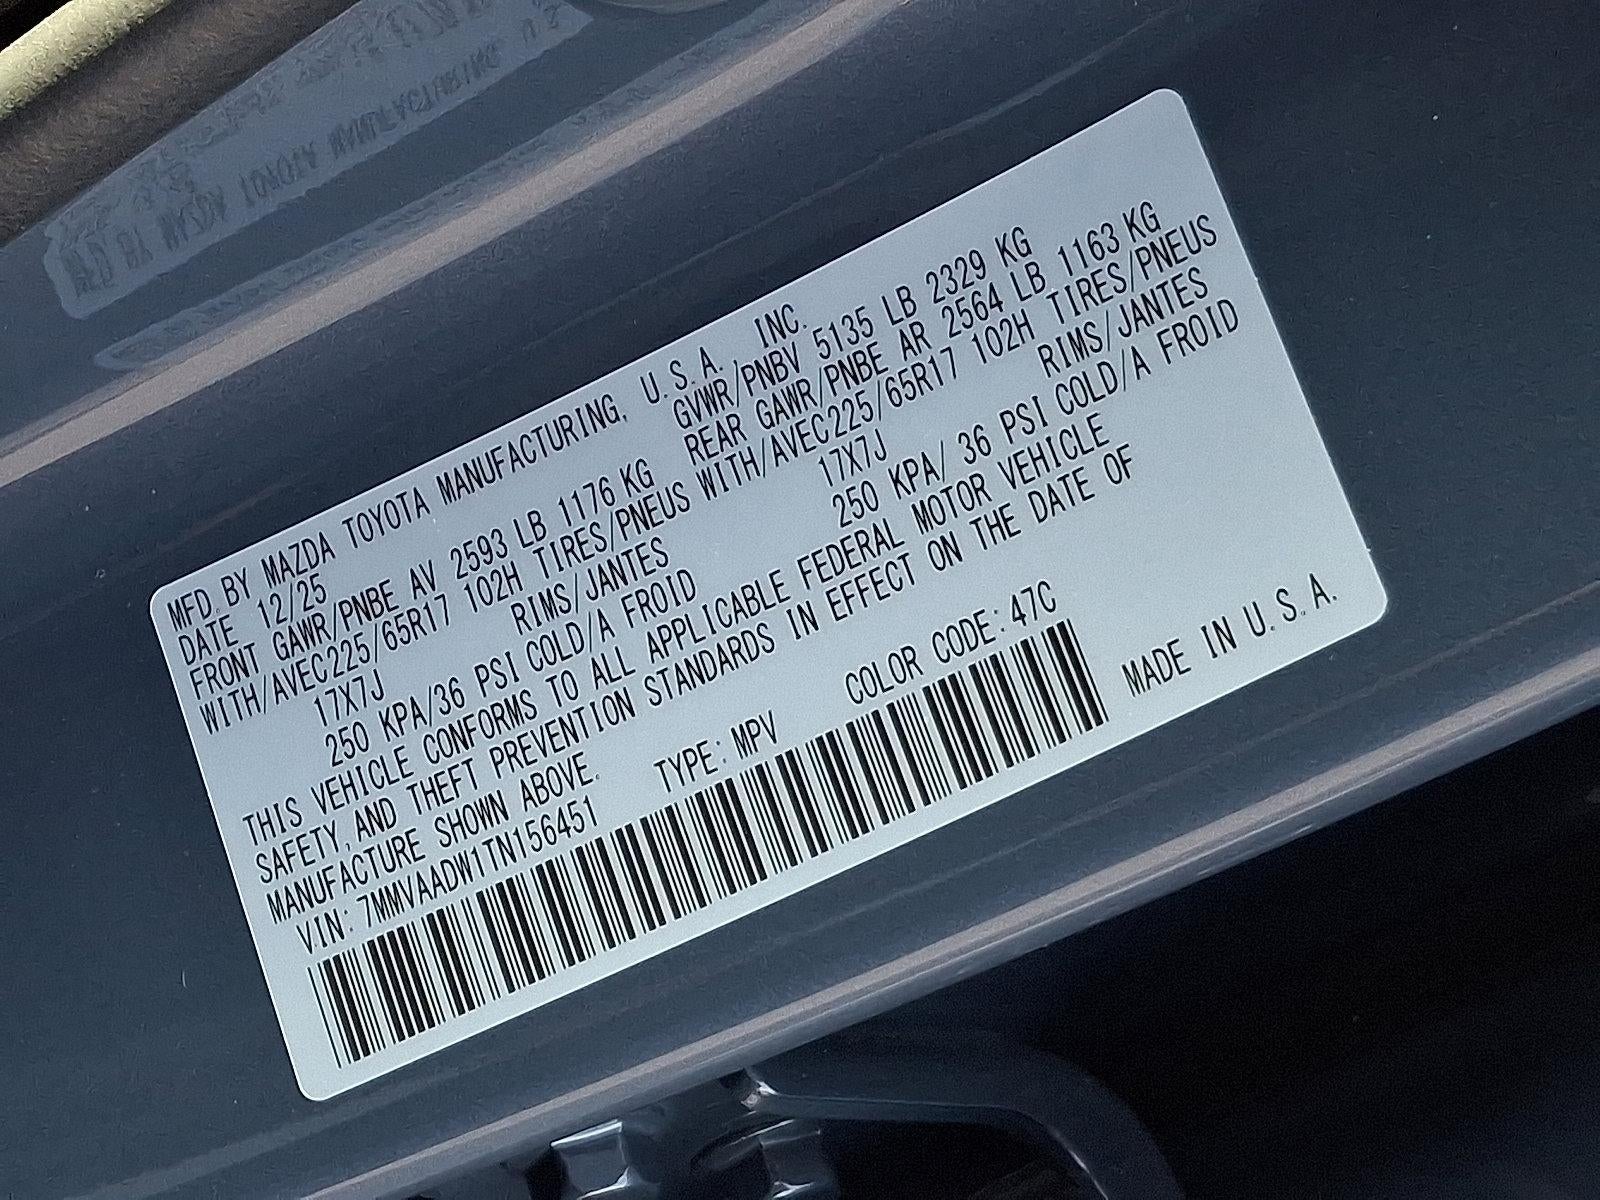 MFD. BY MAZDA TOYOTA MANUFACTURING, U.S.A. INC.
DATE 12/25 GVWR/PNBV 5135 LB 2329 KG
FRONT GAWR/PNBE AV 2593 LB 1176 KG REAR GAWR/PNBE AR 2564 LB 1163 KG
WITH/AVEC225/65R17 102H TIRES/PNEUS WITH/AVEC225/65R17 102H TIRES/PNEUS
17X7J RIMS/JANTES 17X7J RIMS/JANTES
250 KPA/36 PSI COLD/A FROID 250 KPA/ 36 PSI COLD/A FROID
THIS VEHICLE CONFORMS TO ALL APPLICABLE FEDERAL MOTOR VEHICLE
SAFETY, AND THEFT PREVENTION STANDARDS IN EFFECT ON THE DATE OF
MANUFACTURE SHOWN ABOVE.
V.I.N: 7MMVAADW1TN156451 TYPE: MPV COLOR CODE: 47C
MADE IN U.S.A.